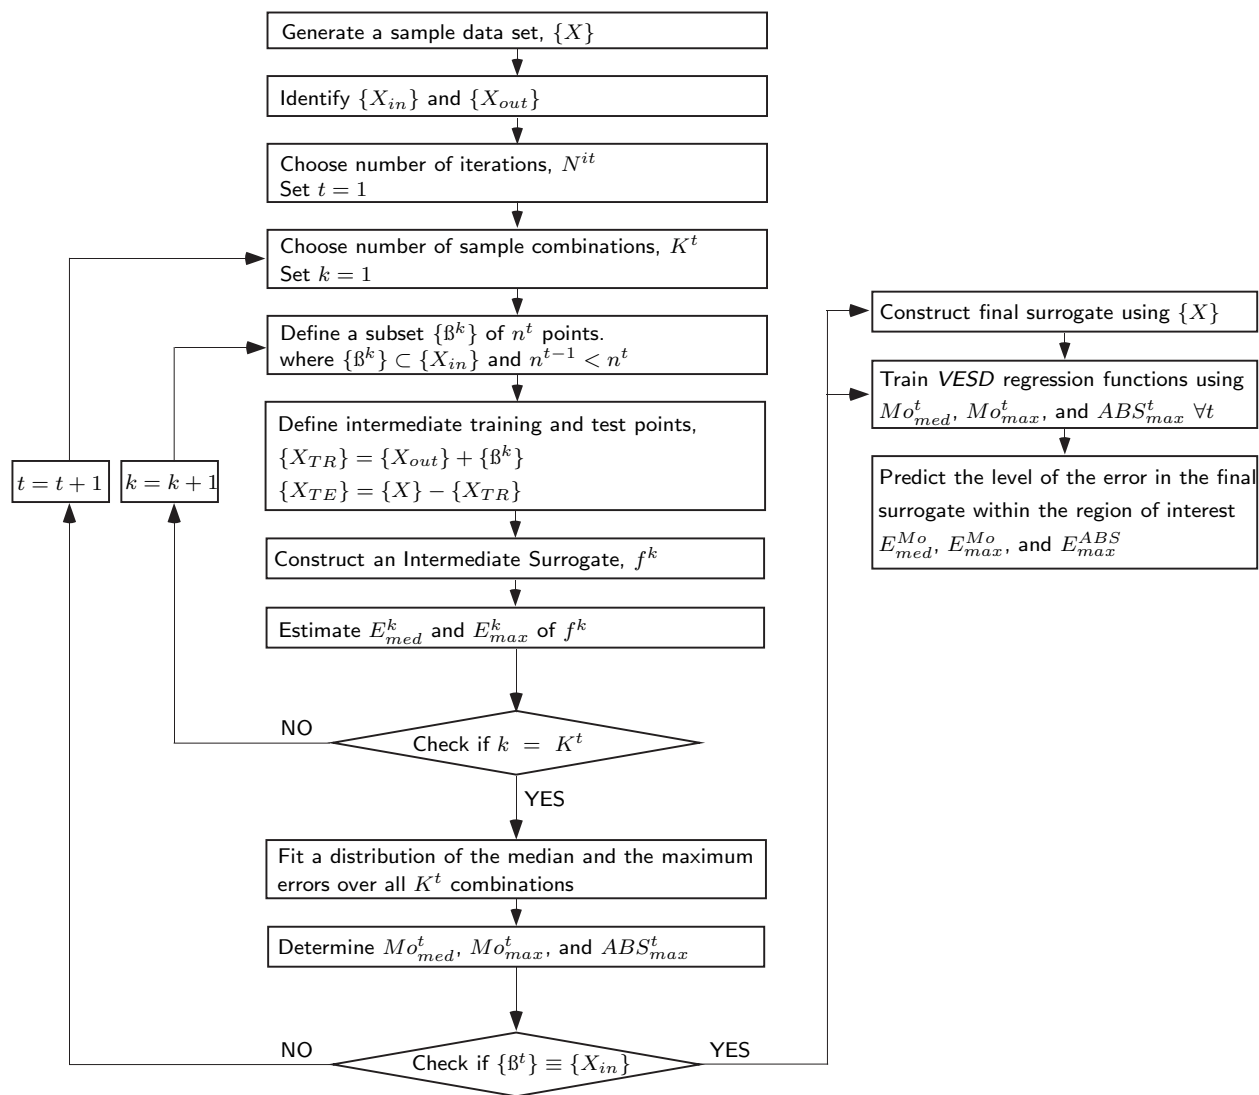 Generate a sample data set, {X}
Identify {X_in} and {X_out}
Choose number of iterations, N^it
Set t = 1
Choose number of sample combinations, K^t
Set k = 1
Define a subset {ß^k} of n^t points.
where {ß^k} ⊂ {X_in} and n^{t−1} < n^t
Define intermediate training and test points,
{X_TR} = {X_out} + {ß^k}
{X_TE} = {X} − {X_TR}
t = t + 1
k = k + 1
Construct an Intermediate Surrogate, f^k
Estimate E^k_med and E^k_max of f^k
NO
Check if k = K^t
YES
Fit a distribution of the median and the maximum
errors over all K^t combinations
Determine Mo^t_med, Mo^t_max, and ABS^t_max
NO
Check if {ß^t} ≡ {X_in}
YES
Construct final surrogate using {X}
Train VESD regression functions using
Mo^t_med, Mo^t_max, and ABS^t_max ∀t
Predict the level of the error in the final
surrogate within the region of interest
E^Mo_med, E^Mo_max, and E^ABS_max